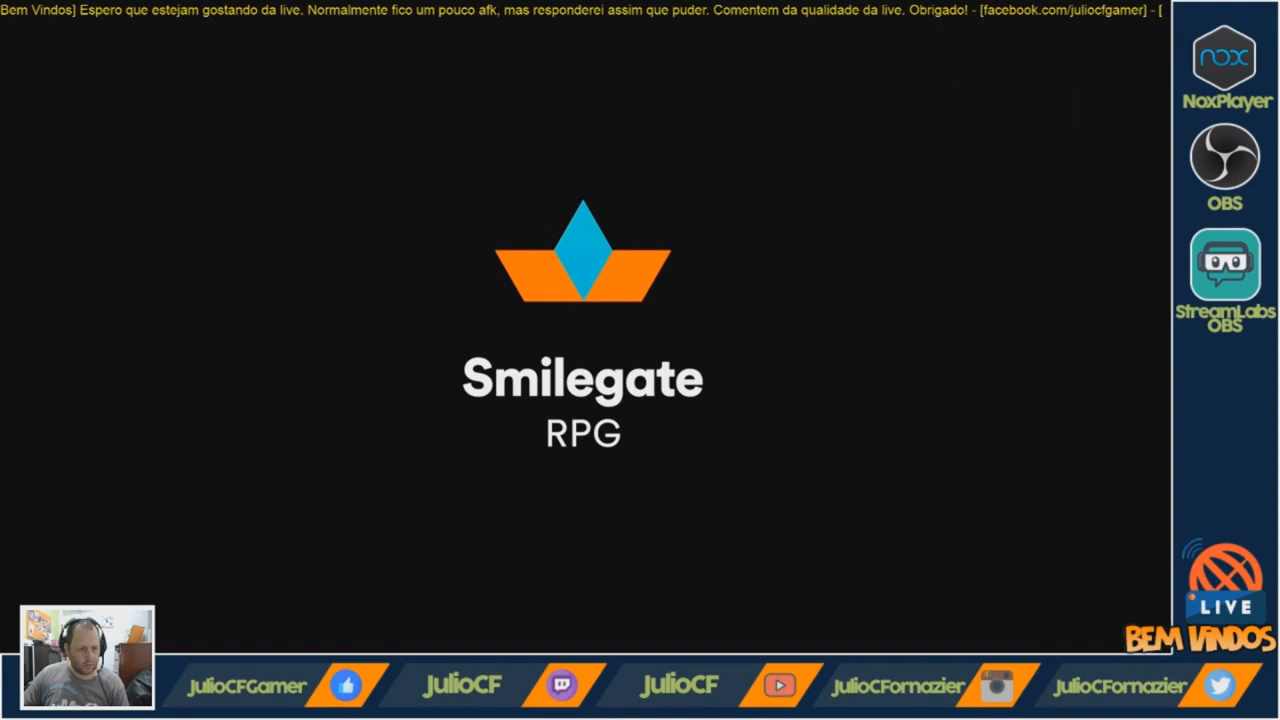 Bem Vindos] Espero que estejam gostando da live. Normalmente fico um pouco afk, mas responderei assim que puder. Comentem da qualidade da live. Obrigado! - [facebook.com/juliocfgamer] - [
nox
NoxPlayer
OBS
StreamLabs
OBS
Smilegate
RPG
LIVE
BEM VINDOS
JulioCFGamer
JulioCF
JulioCF
JulioCFornazier
JulioCFornazier